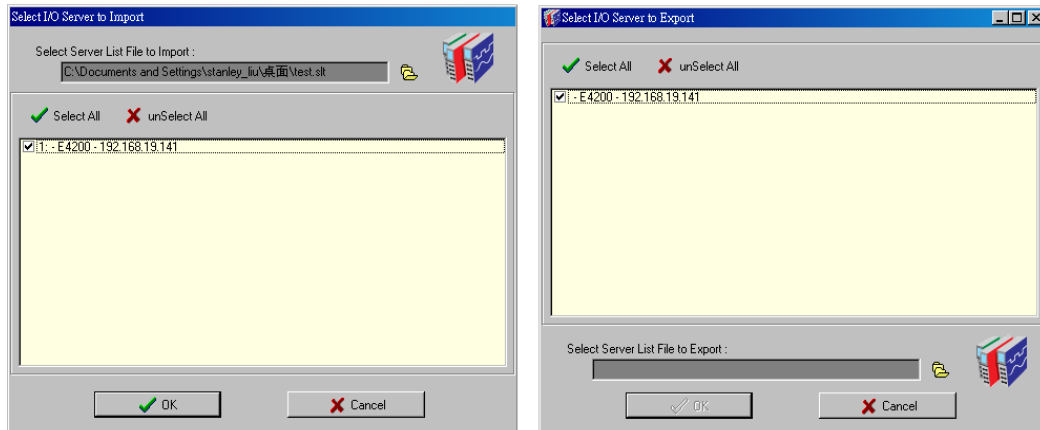 Select I/O Server to Import
Select Server List File to Import :
C:\Documents and Settings\stanley_liu\桌面\test.slt
Select All
unSelect All
1: - E4200 - 192.168.19.141
OK
Cancel
Select I/O Server to Export
Select All
unSelect All
- E4200 - 192.168.19.141
Select Server List File to Export :
OK
Cancel